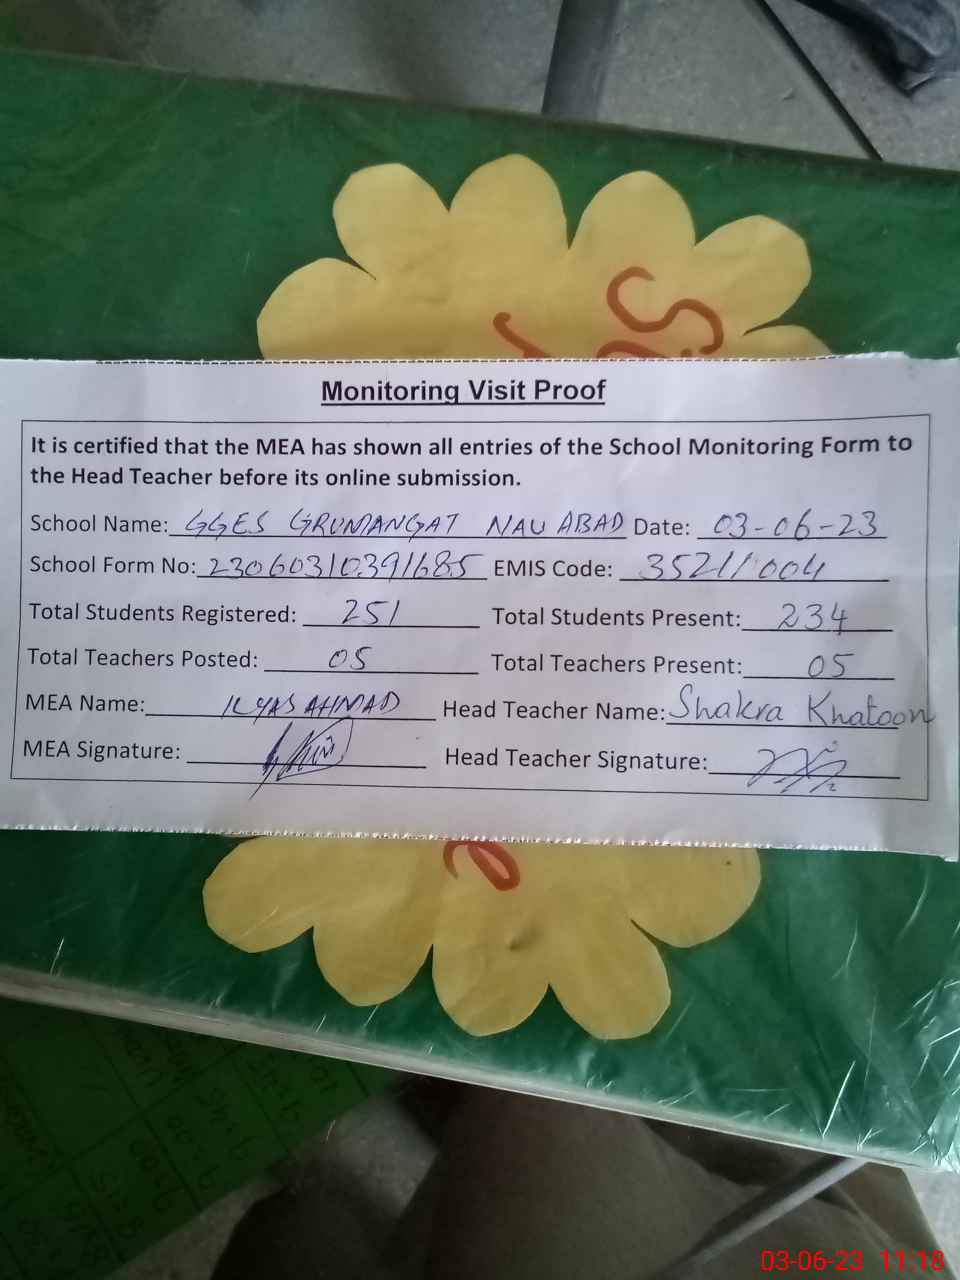 Monitoring Visit Proof
It is certified that the MEA has shown all entries of the School Monitoring Form to
the Head Teacher before its online submission.
School Name: GGES GRUMANGAT NAU ABAD Date: 03-06-23
School Form No: 23060310391685 EMIS Code: 35211004
Total Students Registered: 251 Total Students Present: 234
Total Teachers Posted: 05 Total Teachers Present: 05
MEA Name: ILYAS AHMAD Head Teacher Name: Shakra Khatoon
MEA Signature: Head Teacher Signature:
03-06-23 11:18